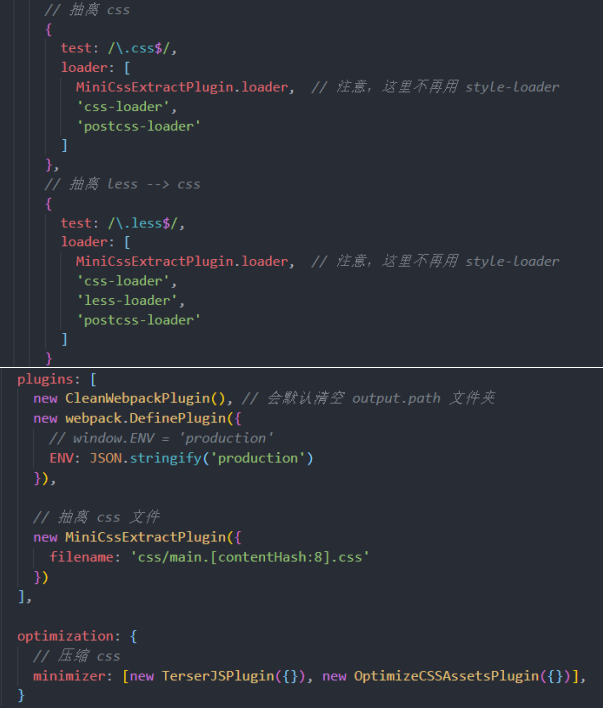 // 抽离 css
{
test: /\.css$/,
loader: [
MiniCssExtractPlugin.loader,  // 注意，这里不再用 style-loader
'css-loader',
'postcss-loader'
]
},
// 抽离 less --> css
{
test: /\.less$/,
loader: [
MiniCssExtractPlugin.loader,  // 注意，这里不再用 style-loader
'css-loader',
'less-loader',
'postcss-loader'
]
}
plugins: [
new CleanWebpackPlugin(), // 会默认清空 output.path 文件夹
new webpack.DefinePlugin({
// window.ENV = 'production'
ENV: JSON.stringify('production')
}),
// 抽离 css 文件
new MiniCssExtractPlugin({
filename: 'css/main.[contentHash:8].css'
})
],
optimization: {
// 压缩 css
minimizer: [new TerserJSPlugin({}), new OptimizeCSSAssetsPlugin({})],
}